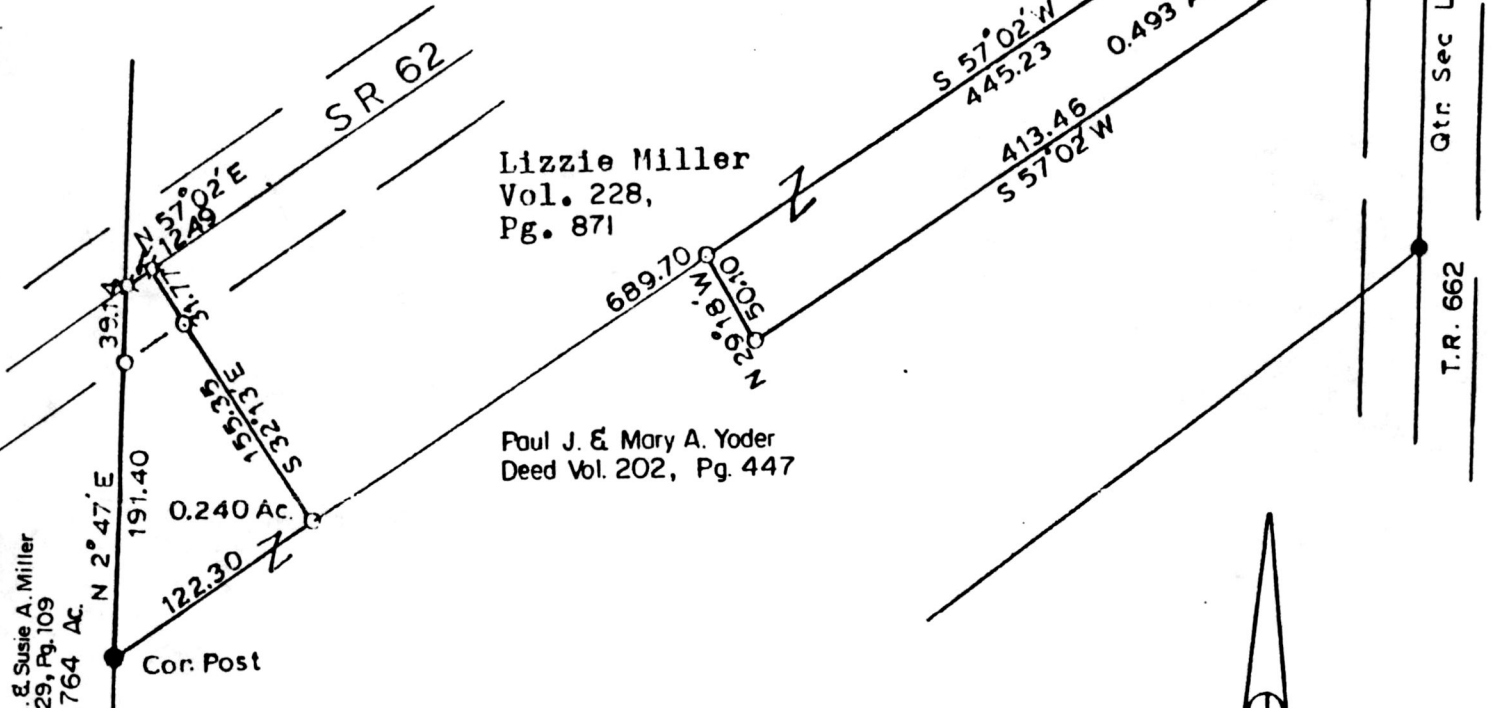 SR 62
N 57°02'E
12.49
31.77
39.14
155.35
S 32°13'E
N 2°47'E
191.40
0.240 Ac.
122.30
Cor. Post
& Susie A. Miller
29, Pg. 109
764 Ac.
Lizzie Miller
Vol. 228,
Pg. 871
689.70
N 29°18'W
50.10
S 57°02'W
445.23
0.493
413.46
S 57°02'W
Paul J. & Mary A. Yoder
Deed Vol. 202, Pg. 447
Qtr. Sec
T.R. 662